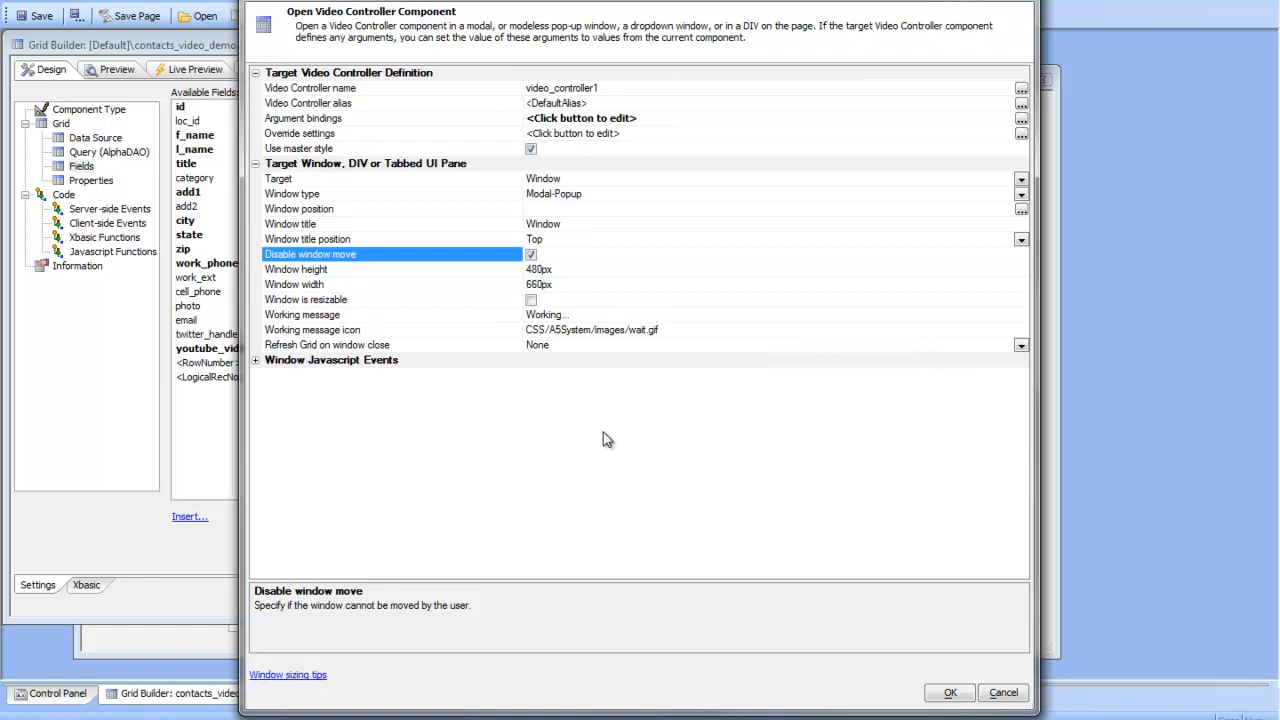 Save
Save Page
Open
Open Video Controller Component
Open a Video Controller component in a modal, or modeless pop-up window, a dropdown window, or in a DIV on the page. If the target Video Controller component
defines any arguments, you can set the value of these arguments to values from the current component.
Grid Builder: [Default]\contacts_video_demo.
Design
Preview
Live Preview
Available Fields:
Component Type
Grid
Data Source
Query (AlphaDAO)
Fields
Properties
Code
Server-side Events
Client-side Events
Xbasic Functions
Javascript Functions
Information
id
loc_id
f_name
l_name
title
category
add1
add2
city
state
zip
work_phone
work_ext
cell_phone
photo
email
twitter_handle
youtube_vid
<RowNumber>
<LogicalRecNo
Insert...
Settings
Xbasic
Target Video Controller Definition
Video Controller name video_controller1
Video Controller alias <DefaultAlias>
Argument bindings <Click button to edit>
Override settings <Click button to edit>
Use master style
Target Window, DIV or Tabbed UI Pane
Target Window
Window type Modal-Popup
Window position
Window title Window
Window title position Top
Disable window move
Window height 480px
Window width 660px
Window is resizable
Working message Working...
Working message icon CSS/A5System/images/wait.gif
Refresh Grid on window close None
Window Javascript Events
Disable window move
Specify if the window cannot be moved by the user.
Window sizing tips
OK
Cancel
Control Panel
Grid Builder: contacts_video